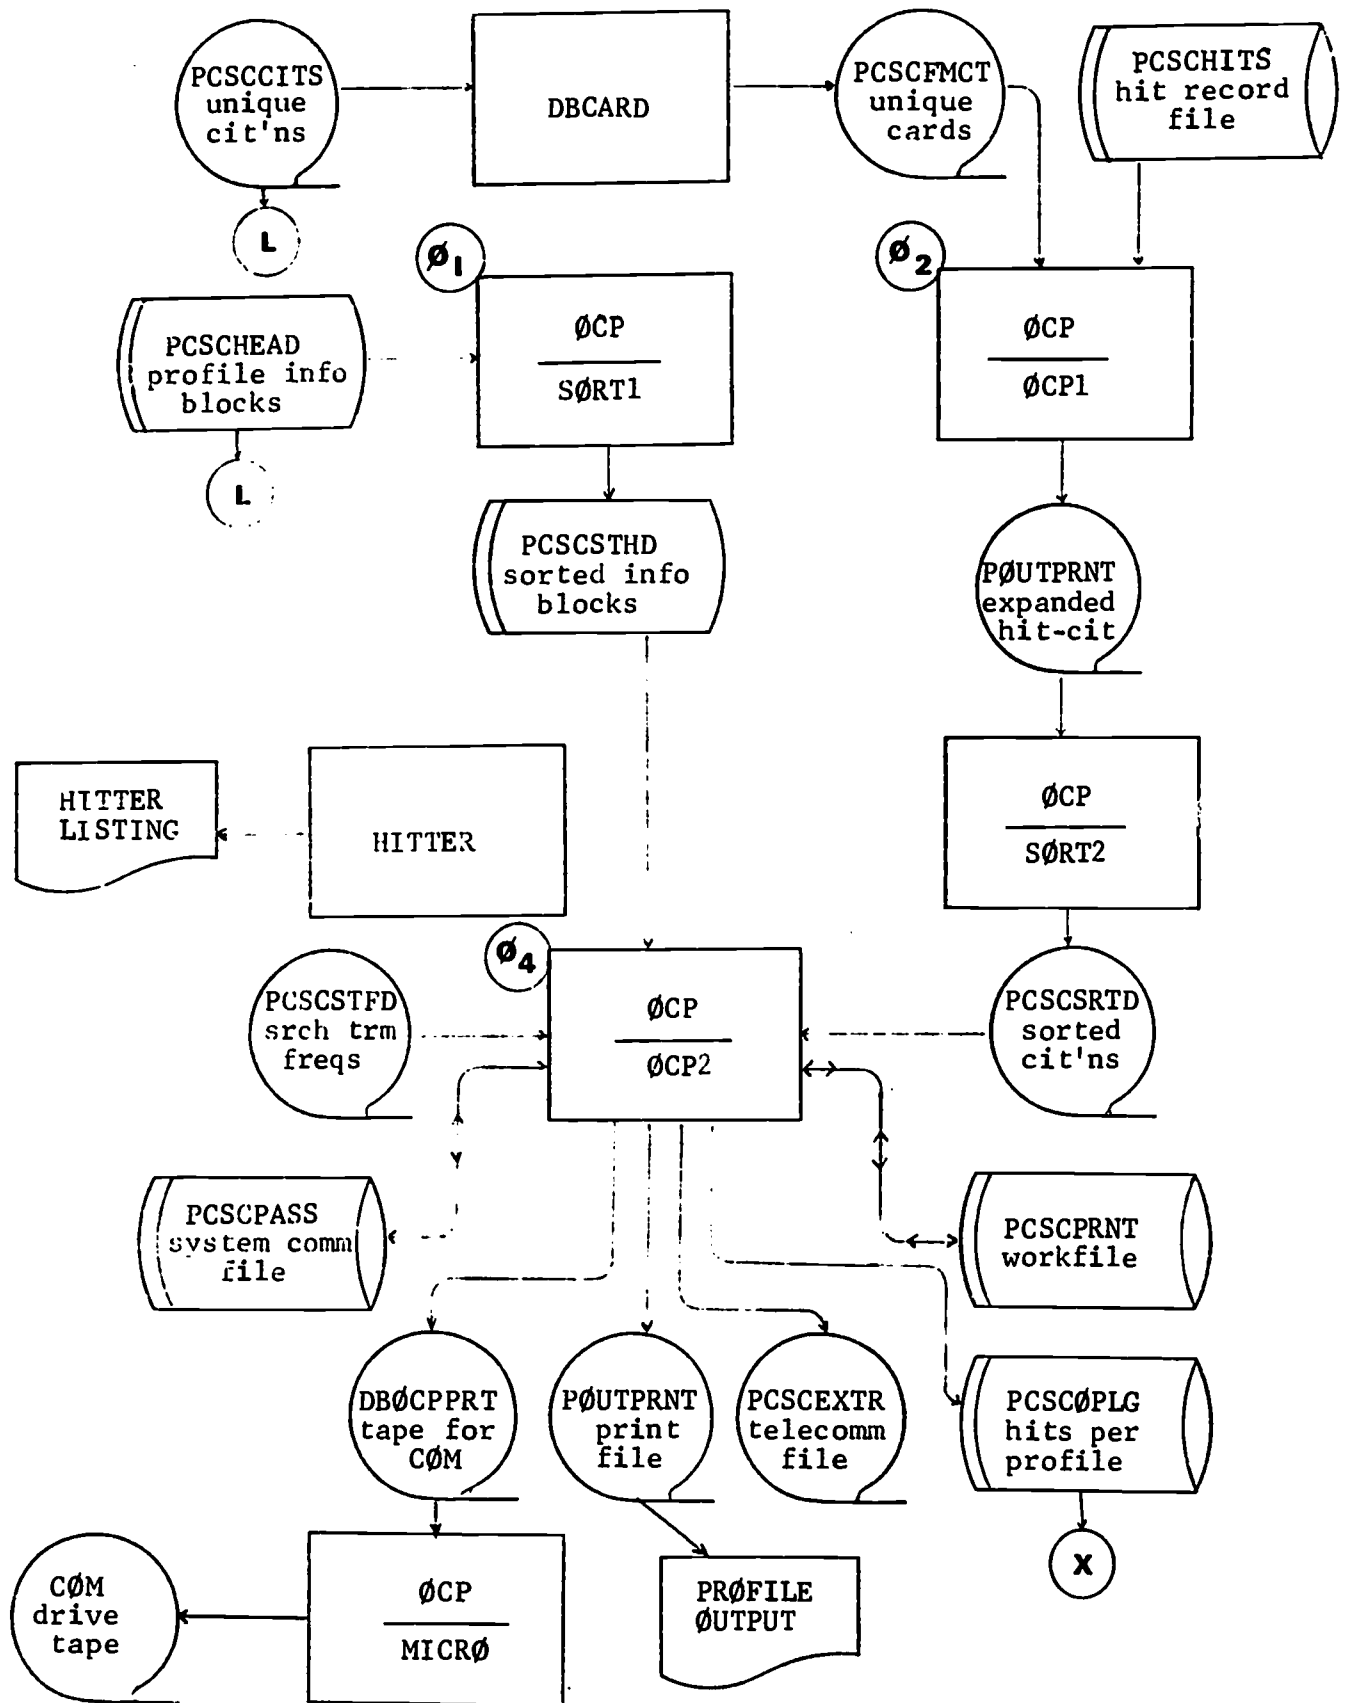 PCSCCITS
unique
cit'ns
DBCARD
PCSCFMCT
unique
cards
PCSCHITS
hit record
file
L
Ø1
Ø2
PCSCHEAD
profile info
blocks
ØCP
SØRT1
ØCP
ØCP1
L
PCSCSTHD
sorted info
blocks
PØUTPRNT
expanded
hit-cit
HITTER
LISTING
HITTER
ØCP
SØRT2
Ø4
PCSCSTFD
srch trm
freqs
ØCP
ØCP2
PCSCSRTD
sorted
cit'ns
PCSCPASS
system comm
file
PCSCPRNT
workfile
DBØCPPRT
tape for
CØM
PØUTPRNT
print
file
PCSCEXTR
telecomm
file
PCSCØPLG
hits per
profile
X
CØM
drive
tape
ØCP
MICRØ
PRØFILE
ØUTPUT